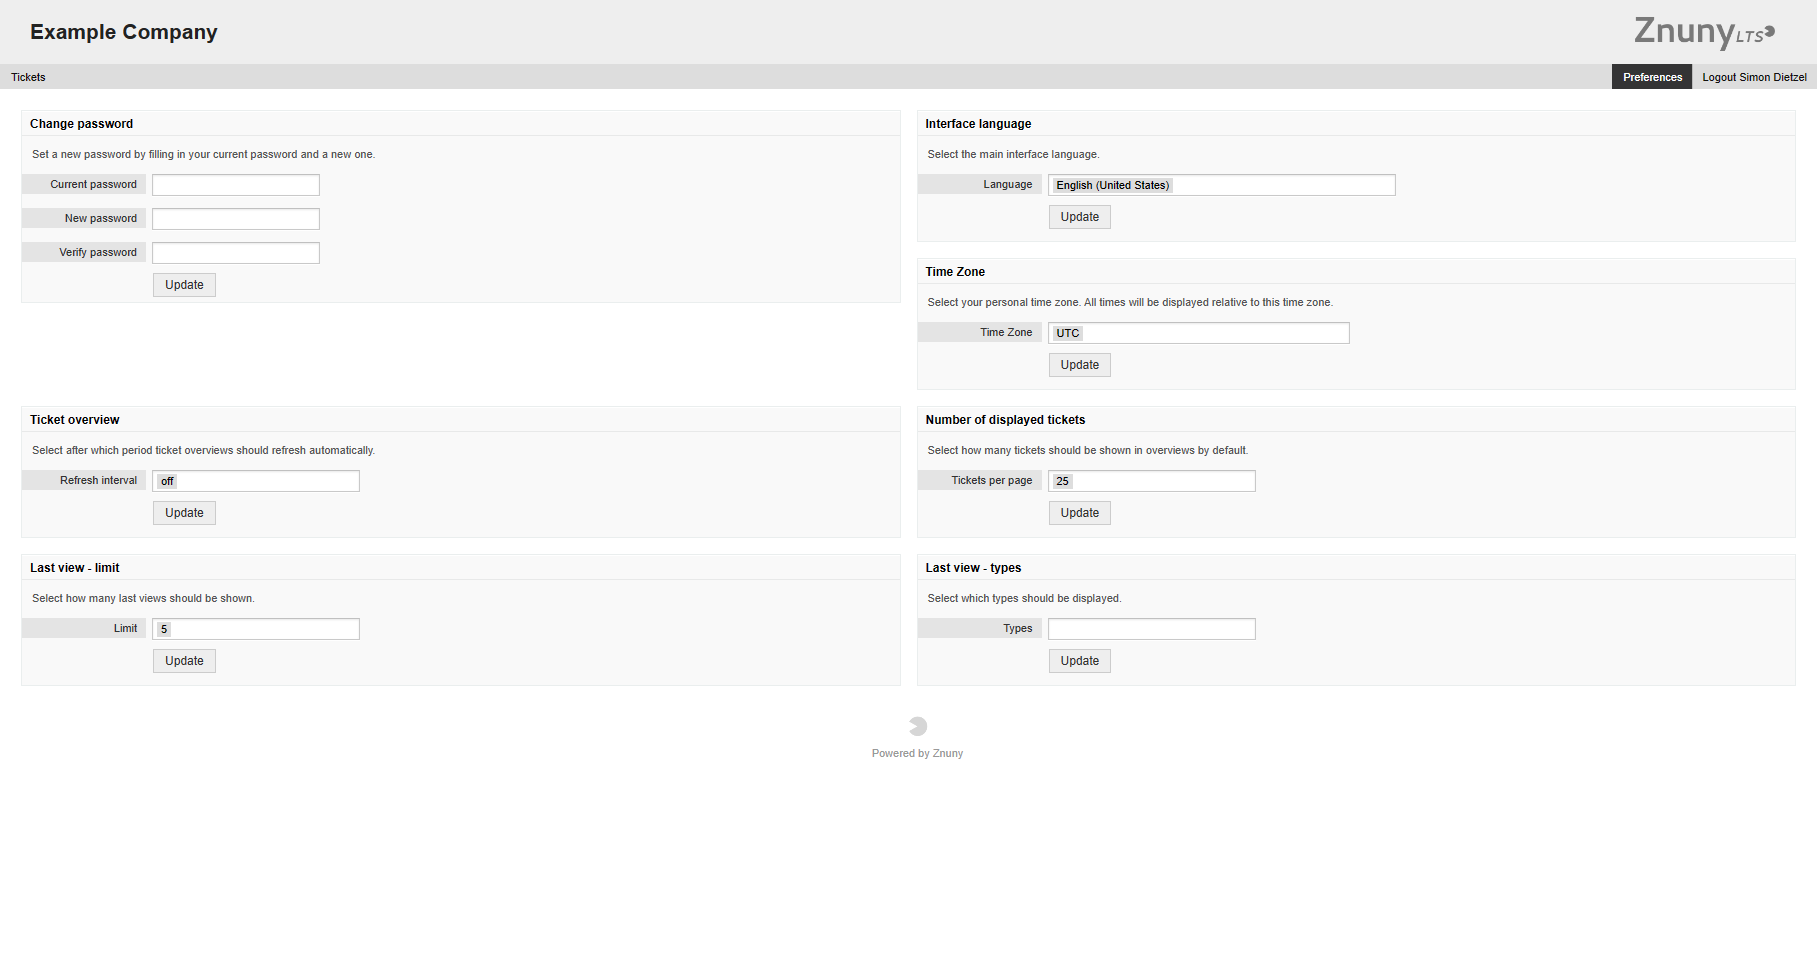 Example Company
Znuny LTS
Tickets
Preferences
Logout Simon Dietzel
Change password
Set a new password by filling in your current password and a new one.
Current password
New password
Verify password
Update
Interface language
Select the main interface language.
Language
English (United States)
Update
Time Zone
Select your personal time zone. All times will be displayed relative to this time zone.
Time Zone
UTC
Update
Ticket overview
Select after which period ticket overviews should refresh automatically.
Refresh interval
off
Update
Number of displayed tickets
Select how many tickets should be shown in overviews by default.
Tickets per page
25
Update
Last view - limit
Select how many last views should be shown.
Limit
5
Update
Last view - types
Select which types should be displayed.
Types
Update
Powered by Znuny